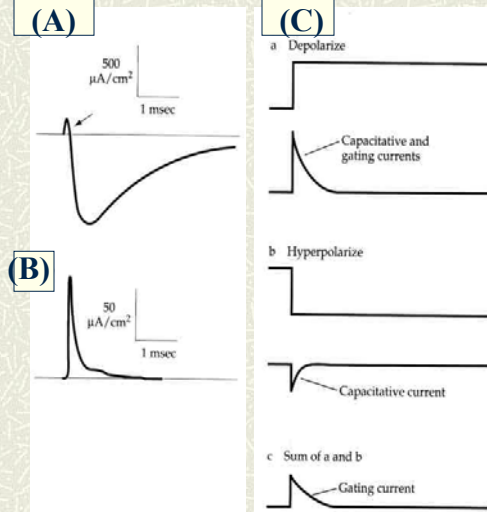 (A)
500
μA/cm²
1 msec
(B)
50
μA/cm²
1 msec
(C)
a Depolarize
Capacitative and
gating currents
b Hyperpolarize
Capacitative current
c Sum of a and b
Gating current